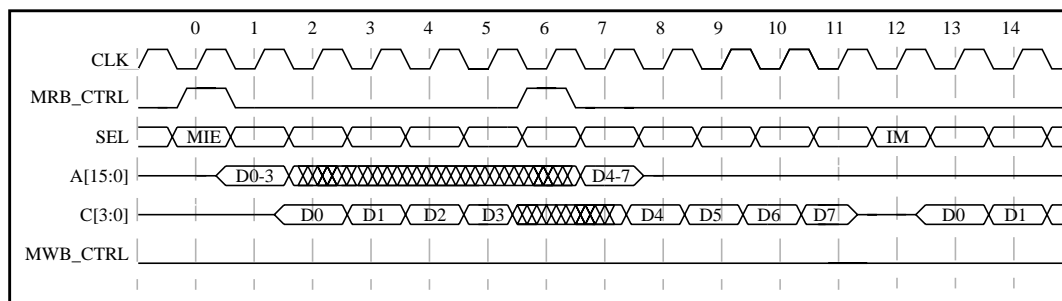 0 1 2 3 4 5 6 7 8 9 10 11 12 13 14
CLK
MRB_CTRL
SEL MIE IM
A[15:0] D0-3 D4-7
C[3:0] D0 D1 D2 D3 D4 D5 D6 D7 D0 D1
MWB_CTRL